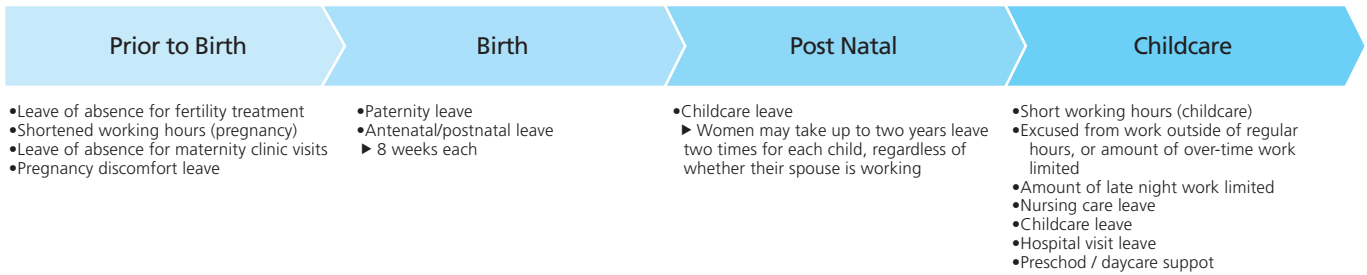 Prior to Birth
•Leave of absence for fertility treatment
•Shortened working hours (pregnancy)
•Leave of absence for maternity clinic visits
•Pregnancy discomfort leave
Birth
•Paternity leave
•Antenatal/postnatal leave
▶ 8 weeks each
Post Natal
•Childcare leave
▶ Women may take up to two years leave
two times for each child, regardless of
whether their spouse is working
Childcare
•Short working hours (childcare)
•Excused from work outside of regular
hours, or amount of over-time work
limited
•Amount of late night work limited
•Nursing care leave
•Childcare leave
•Hospital visit leave
•Preschod / daycare suppot